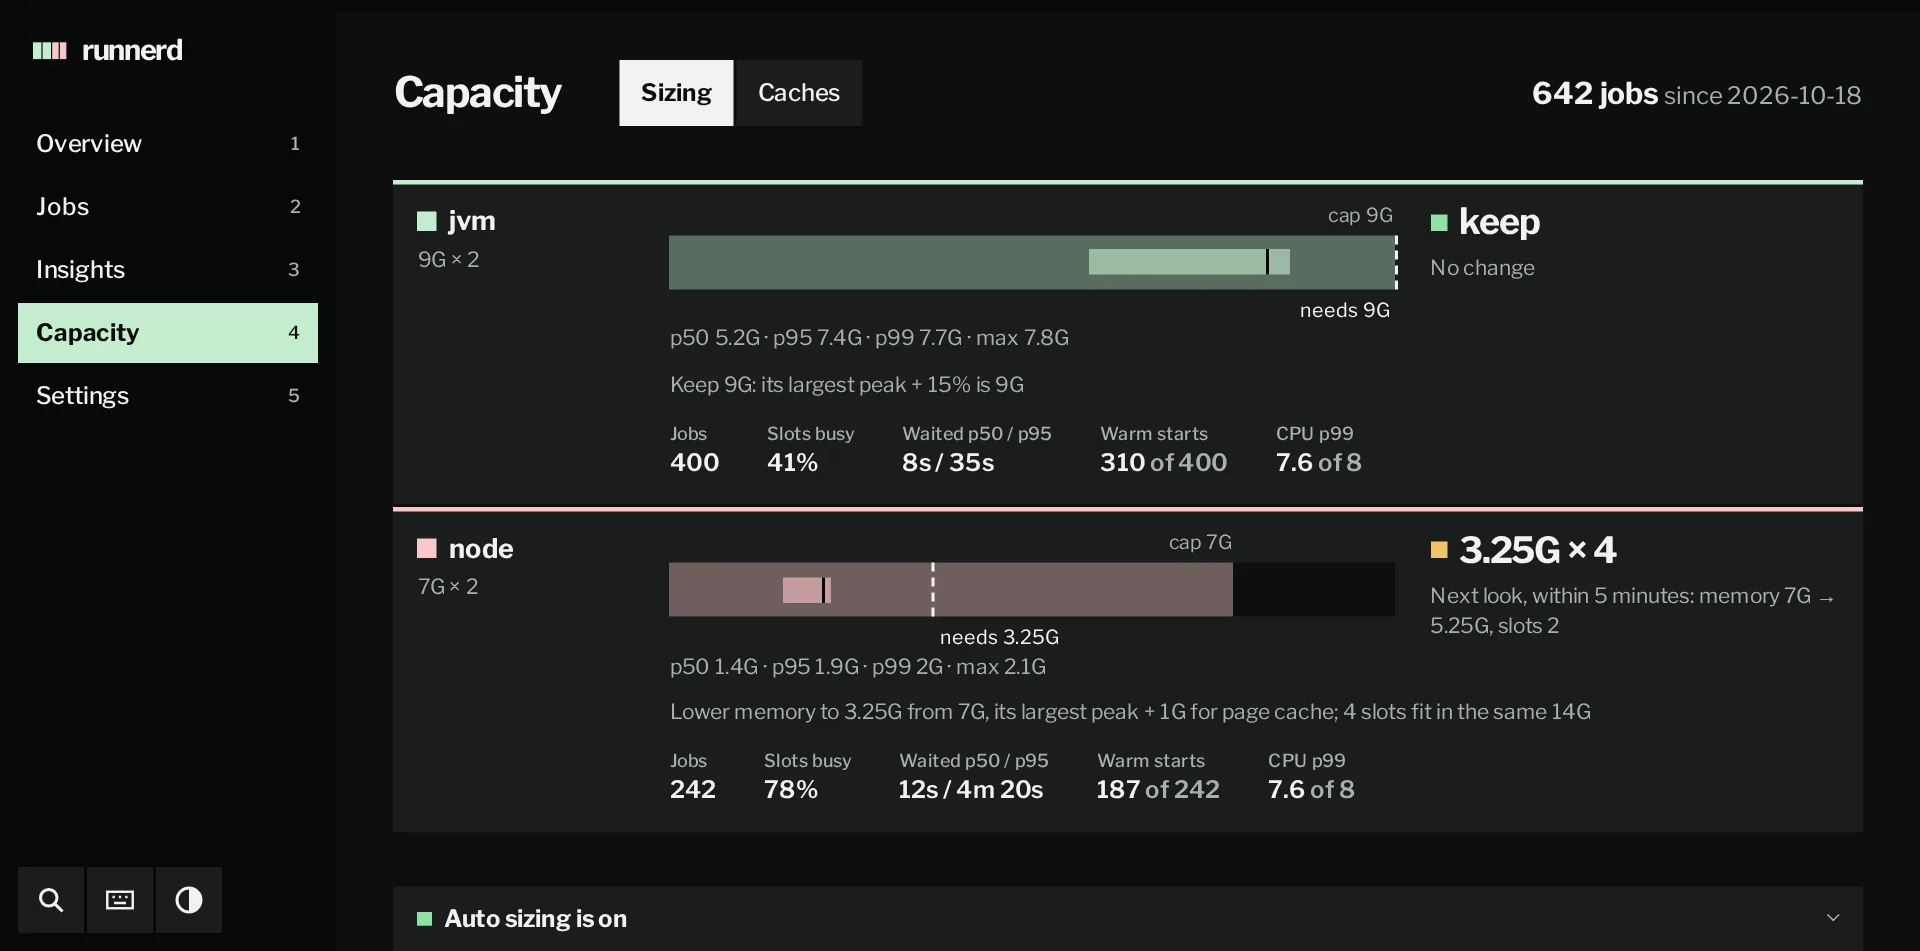 runnerd
Overview 1
Jobs 2
Insights 3
Capacity 4
Settings 5
Capacity
Sizing
Caches
642 jobs since 2026-10-18
jvm
9G × 2
cap 9G
needs 9G
p50 5.2G · p95 7.4G · p99 7.7G · max 7.8G
Keep 9G: its largest peak + 15% is 9G
Jobs Slots busy Waited p50 / p95 Warm starts CPU p99
400 41% 8s / 35s 310 of 400 7.6 of 8
keep
No change
node
7G × 2
cap 7G
needs 3.25G
p50 1.4G · p95 1.9G · p99 2G · max 2.1G
Lower memory to 3.25G from 7G, its largest peak + 1G for page cache; 4 slots fit in the same 14G
Jobs Slots busy Waited p50 / p95 Warm starts CPU p99
242 78% 12s / 4m 20s 187 of 242 7.6 of 8
3.25G × 4
Next look, within 5 minutes: memory 7G →
5.25G, slots 2
Auto sizing is on